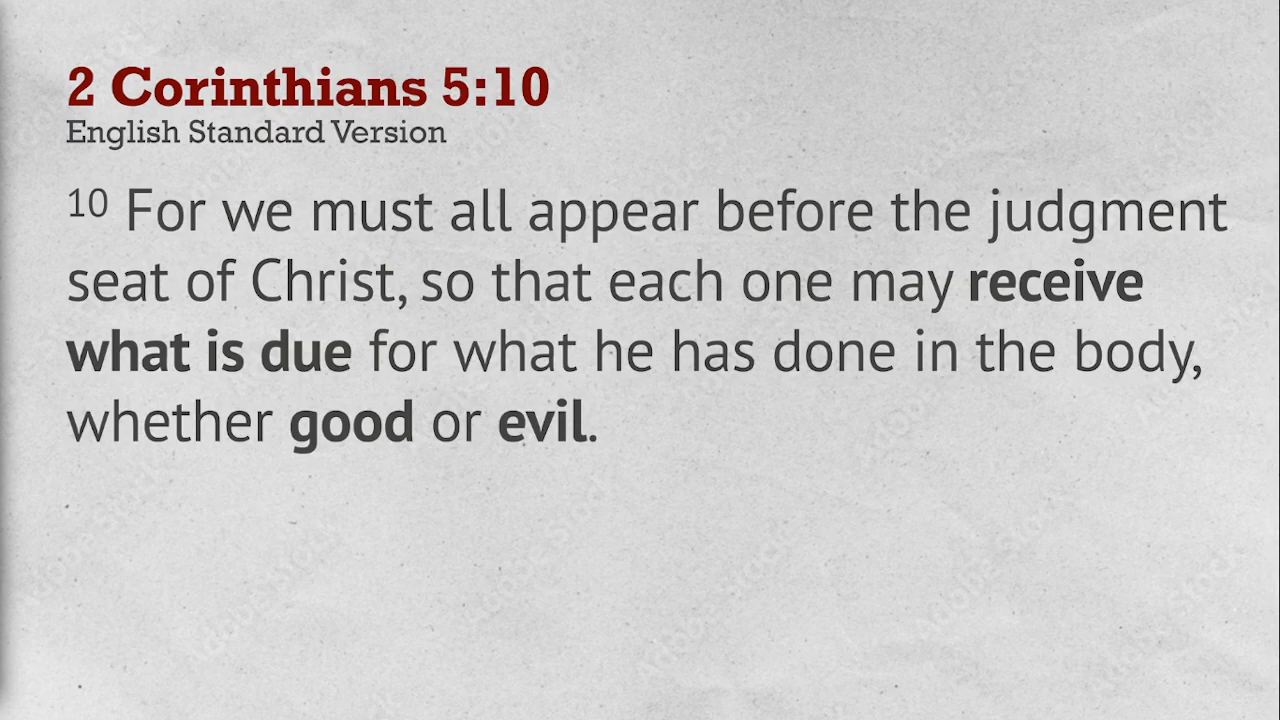 2 Corinthians 5:10
English Standard Version
10 For we must all appear before the judgment
seat of Christ, so that each one may receive
what is due for what he has done in the body,
whether good or evil.